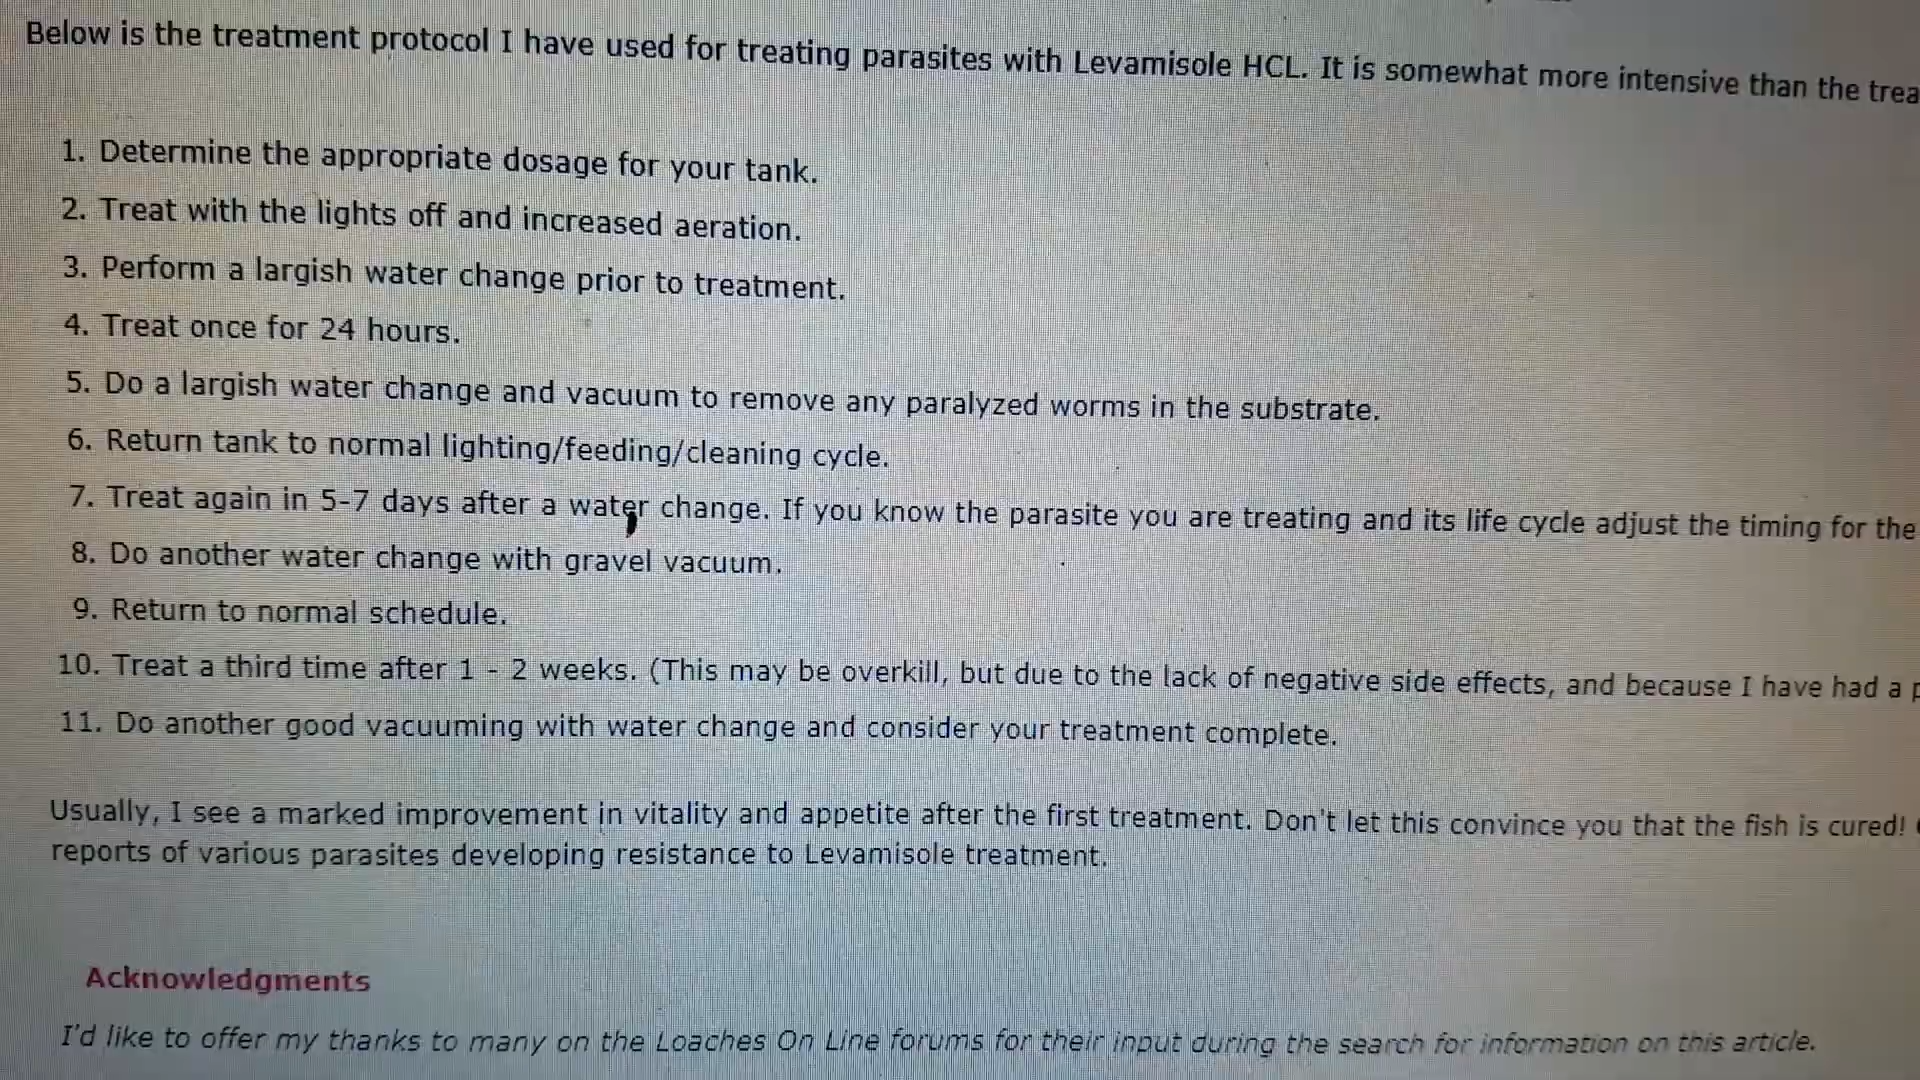 Below is the treatment protocol I have used for treating parasites with Levamisole HCL. It is somewhat more intensive than the trea
1. Determine the appropriate dosage for your tank.
2. Treat with the lights off and increased aeration.
3. Perform a largish water change prior to treatment.
4. Treat once for 24 hours.
5. Do a largish water change and vacuum to remove any paralyzed worms in the substrate.
6. Return tank to normal lighting/feeding/cleaning cycle.
7. Treat again in 5-7 days after a water change. If you know the parasite you are treating and its life cycle adjust the timing for the
8. Do another water change with gravel vacuum.
9. Return to normal schedule.
10. Treat a third time after 1 - 2 weeks. (This may be overkill, but due to the lack of negative side effects, and because I have had a
11. Do another good vacuuming with water change and consider your treatment complete.
Usually, I see a marked improvement in vitality and appetite after the first treatment. Don't let this convince you that the fish is cured!
reports of various parasites developing resistance to Levamisole treatment.
Acknowledgments
I'd like to offer my thanks to many on the Loaches On Line forums for their input during the search for information on this article.